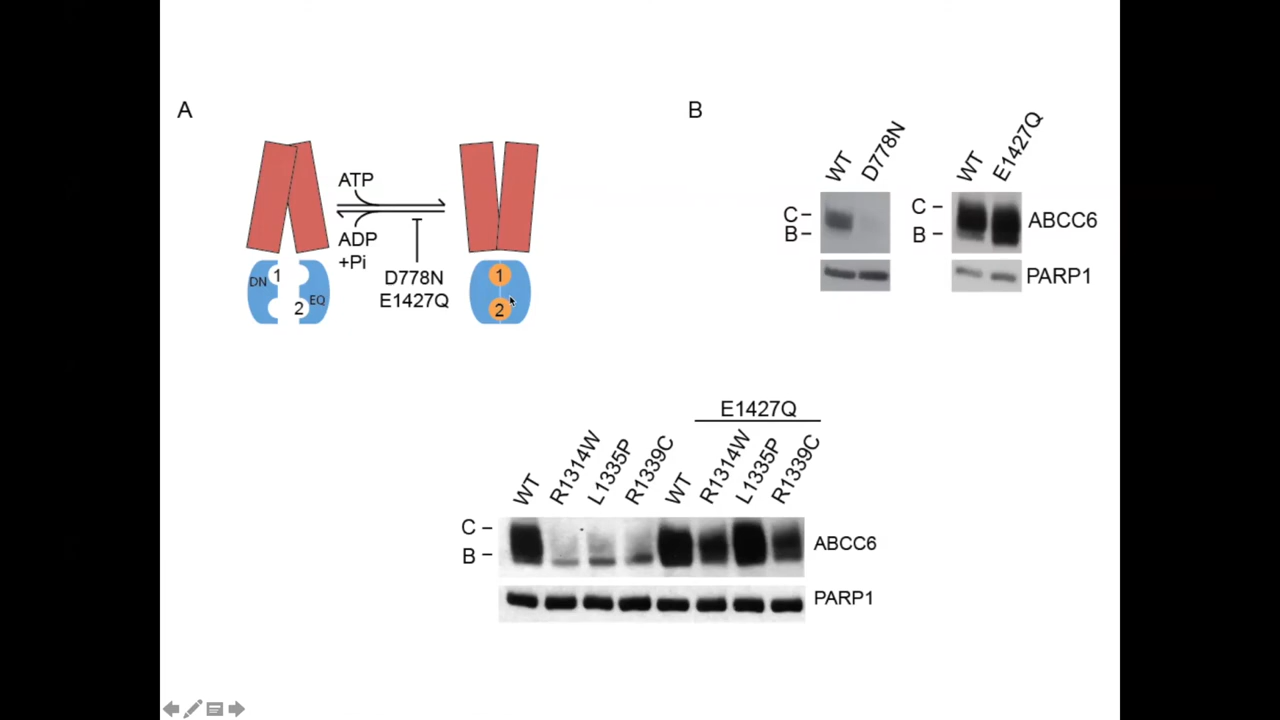 A
B
ATP
ADP
+Pi
DN
1
2
EQ
D778N
E1427Q
1
2
WT
D778N
WT
E1427Q
C –
B –
C –
B –
ABCC6
PARP1
E1427Q
WT
R1314W
L1335P
R1339C
WT
R1314W
L1335P
R1339C
C –
B –
ABCC6
PARP1